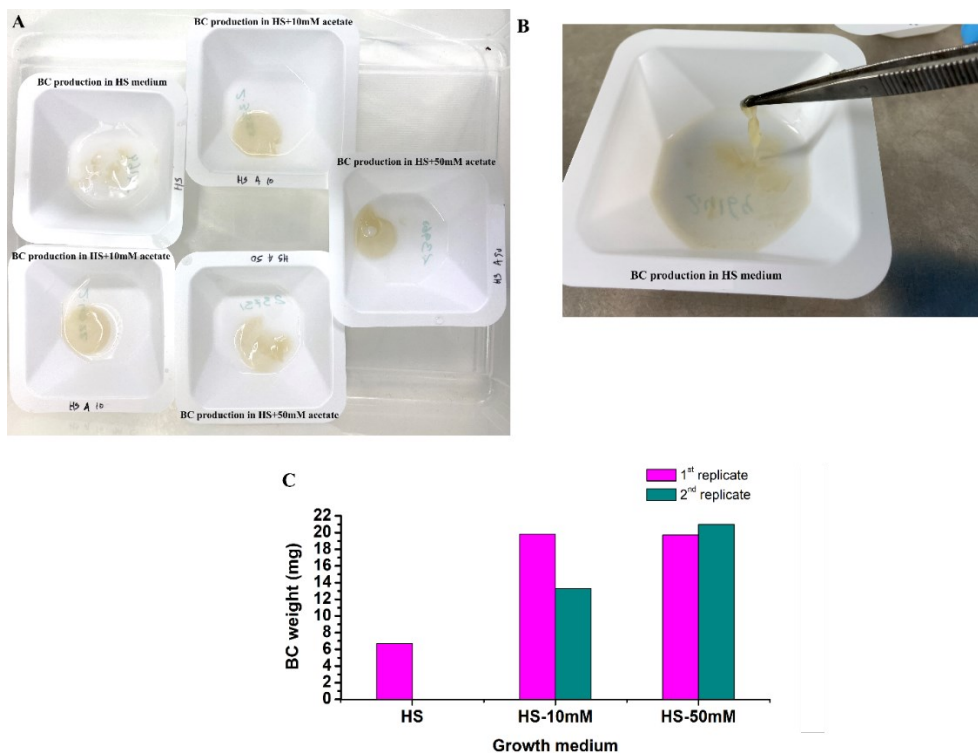 A
BC production in HS+10mM acetate
BC production in HS medium
HS
HS A 10
BC production in HS+50mM acetate
HS A 50
BC production in HS+10mM acetate
HS A 50
HS A 10
BC production in HS+50mM acetate
B
BC production in HS medium
C
1st replicate
2nd replicate
BC weight (mg)
22
20
18
16
14
12
10
8
6
4
2
0
HS
HS-10mM
HS-50mM
Growth medium